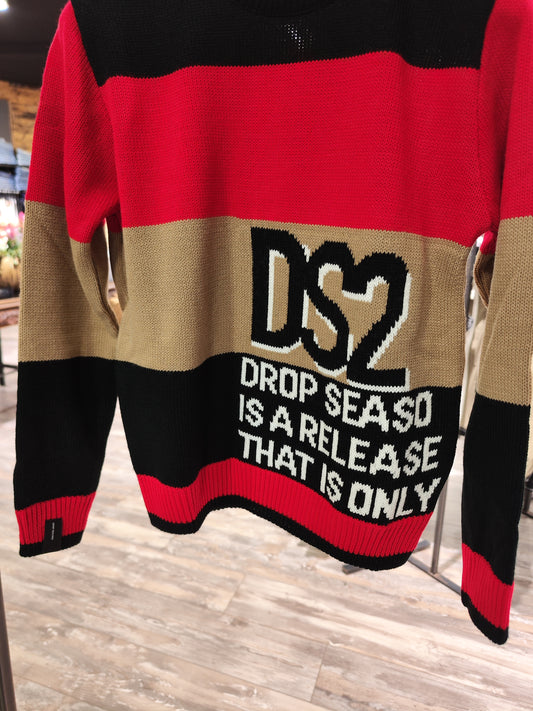 DS2
DROP SEASO
IS A RELEASE
THAT IS ONLY